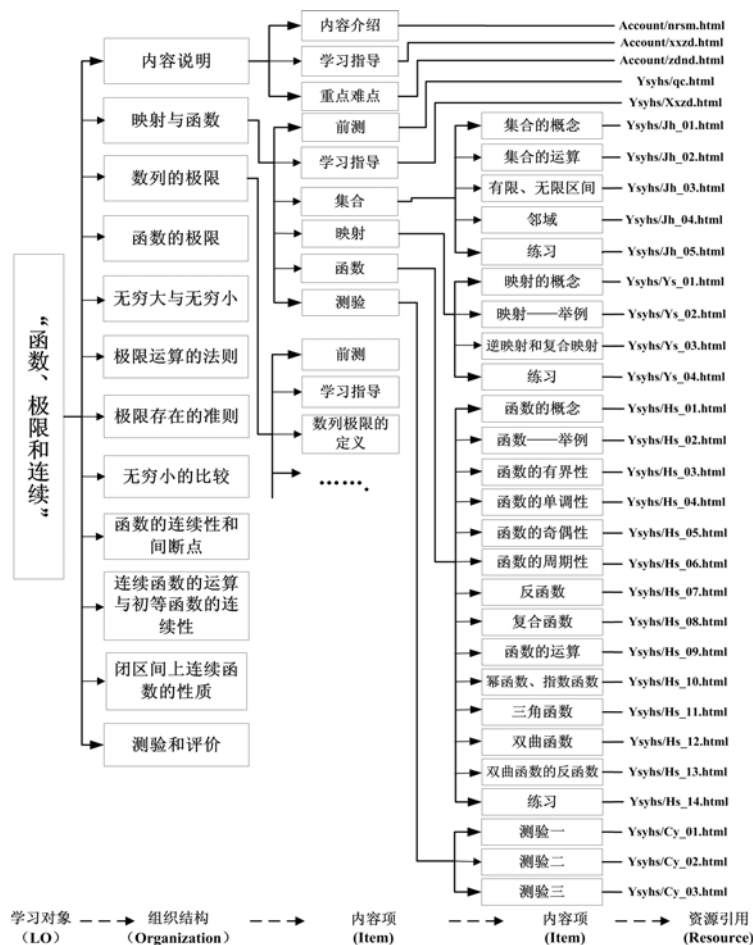 “函数、极限和连续”
内容说明
映射与函数
数列的极限
函数的极限
无穷大与无穷小
极限运算的法则
极限存在的准则
无穷小的比较
函数的连续性和
间断点
连续函数的运算
与初等函数的连
续性
闭区间上连续函
数的性质
测验和评价
内容介绍
学习指导
重点难点
前测
学习指导
集合
映射
函数
测验
前测
学习指导
数列极限的
定义
…….
集合的概念
集合的运算
有限、无限区间
邻域
练习
映射的概念
映射——举例
逆映射和复合映射
练习
函数的概念
函数——举例
函数的有界性
函数的单调性
函数的奇偶性
函数的周期性
反函数
复合函数
函数的运算
幂函数、指数函数
三角函数
双曲函数
双曲函数的反函数
练习
测验一
测验二
测验三
Account/nrsm.html
Account/xxzd.html
Account/zdnd.html
Ysyhs/qc.html
Ysyhs/Xxzd.html
Ysyhs/Jh_01.html
Ysyhs/Jh_02.html
Ysyhs/Jh_03.html
Ysyhs/Jh_04.html
Ysyhs/Jh_05.html
Ysyhs/Ys_01.html
Ysyhs/Ys_02.html
Ysyhs/Ys_03.html
Ysyhs/Ys_04.html
Ysyhs/Hs_01.html
Ysyhs/Hs_02.html
Ysyhs/Hs_03.html
Ysyhs/Hs_04.html
Ysyhs/Hs_05.html
Ysyhs/Hs_06.html
Ysyhs/Hs_07.html
Ysyhs/Hs_08.html
Ysyhs/Hs_09.html
Ysyhs/Hs_10.html
Ysyhs/Hs_11.html
Ysyhs/Hs_12.html
Ysyhs/Hs_13.html
Ysyhs/Hs_14.html
Ysyhs/Cy_01.html
Ysyhs/Cy_02.html
Ysyhs/Cy_03.html
学习对象
（LO）
组织结构
(Organization)
内容项
(Item)
内容项
(Item)
资源引用
(Resource)